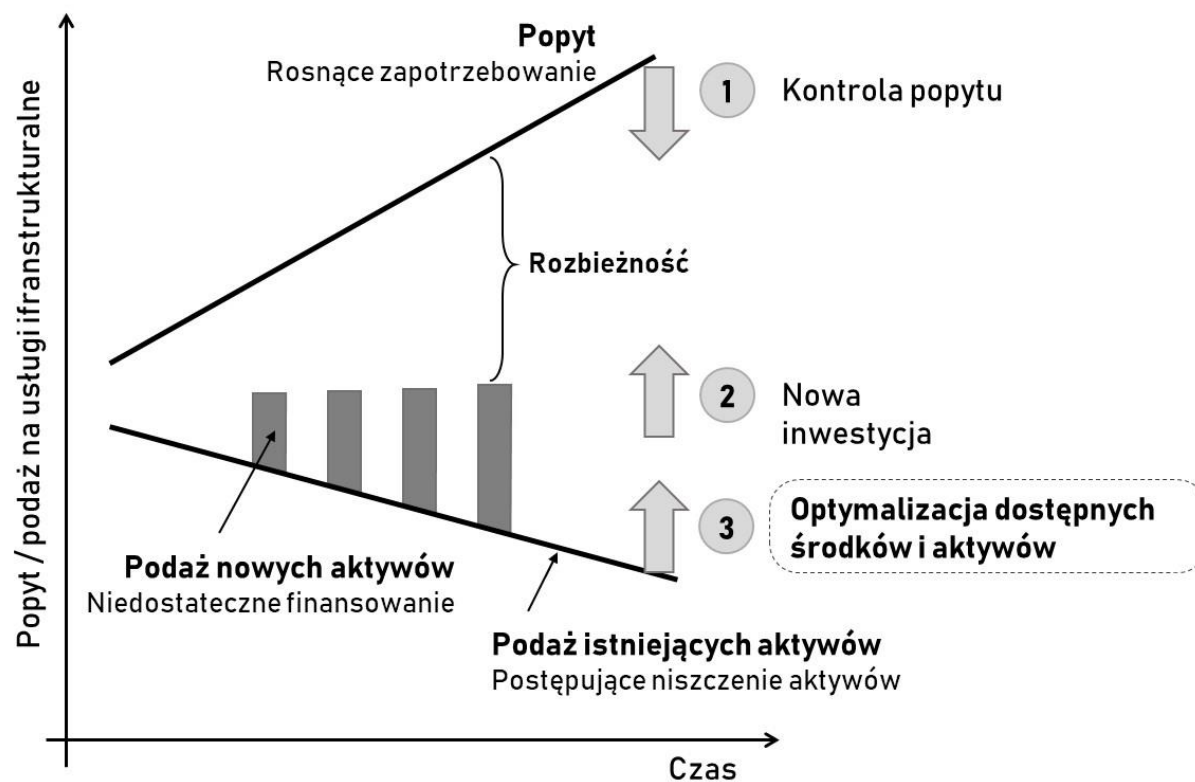 Popyt / podaż na usługi ifranstrukturalne
Popyt
Rosnące zapotrzebowanie
1
Kontrola popytu
Rozbieżność
2
Nowa
inwestycja
3
Optymalizacja dostępnych
środków i aktywów
Podaż nowych aktywów
Niedostateczne finansowanie
Podaż istniejących aktywów
Postępujące niszczenie aktywów
Czas